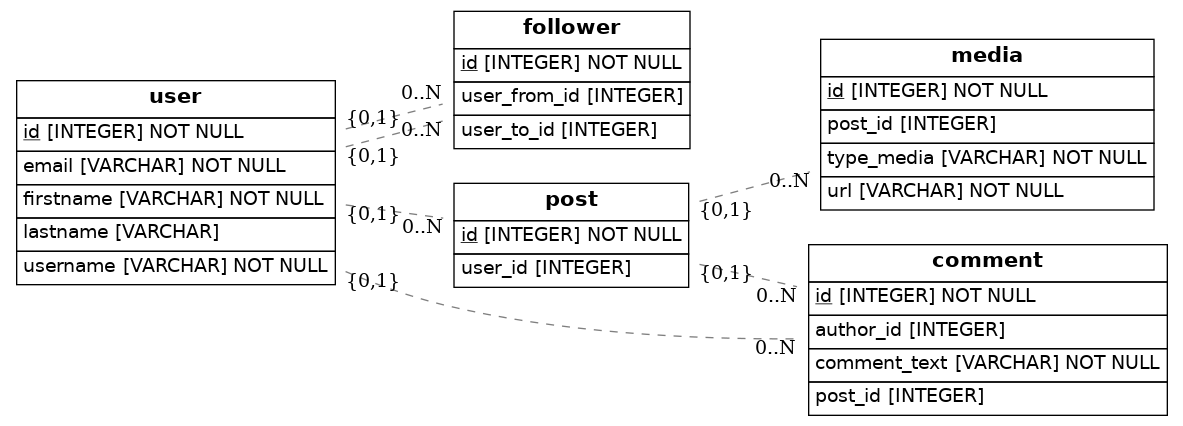 user
id [INTEGER] NOT NULL
email [VARCHAR] NOT NULL
firstname [VARCHAR] NOT NULL
lastname [VARCHAR]
username [VARCHAR] NOT NULL
{0,1}
{0,1}
{0,1}
{0,1}
0..N
0..N
0..N
follower
id [INTEGER] NOT NULL
user_from_id [INTEGER]
user_to_id [INTEGER]
post
id [INTEGER] NOT NULL
user_id [INTEGER]
{0,1}
{0,1}
0..N
0..N
0..N
media
id [INTEGER] NOT NULL
post_id [INTEGER]
type_media [VARCHAR] NOT NULL
url [VARCHAR] NOT NULL
comment
id [INTEGER] NOT NULL
author_id [INTEGER]
comment_text [VARCHAR] NOT NULL
post_id [INTEGER]